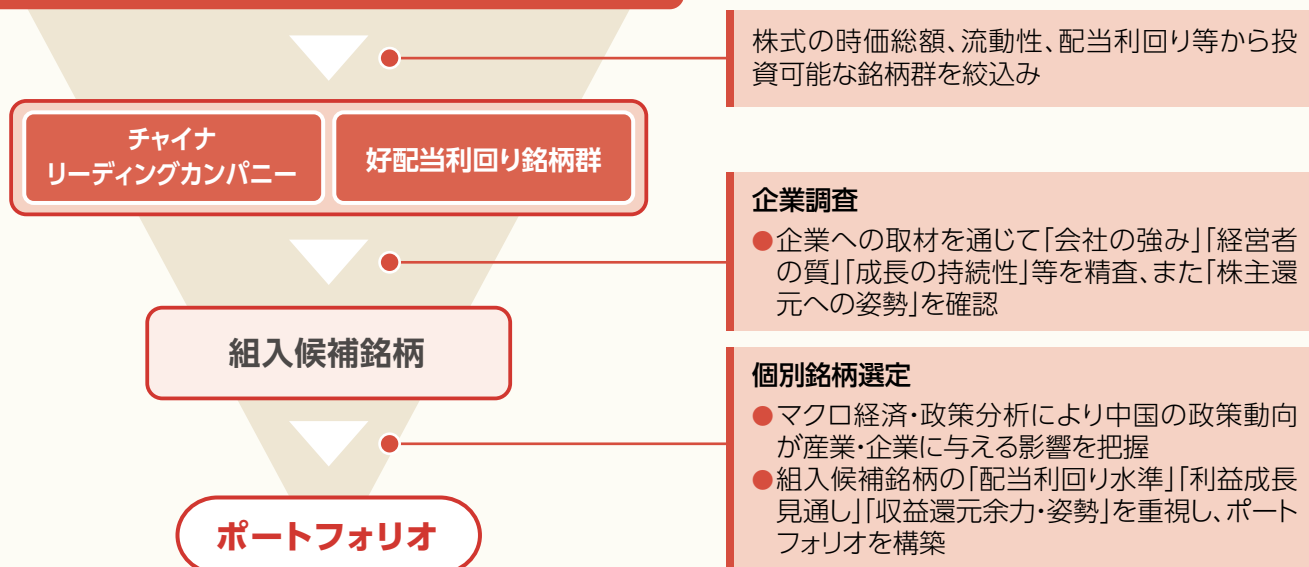 株式の時価総額、流動性、配当利回り等から投
資可能な銘柄群を絞込み
チャイナ
リーディングカンパニー
好配当利回り銘柄群
企業調査
●企業への取材を通じて「会社の強み」「経営者
の質」「成長の持続性」等を精査、また「株主還
元への姿勢」を確認
組入候補銘柄
個別銘柄選定
●マクロ経済・政策分析により中国の政策動向
が産業・企業に与える影響を把握
●組入候補銘柄の「配当利回り水準」「利益成長
見通し」「収益還元余力・姿勢」を重視し、ポート
フォリオを構築
ポートフォリオ